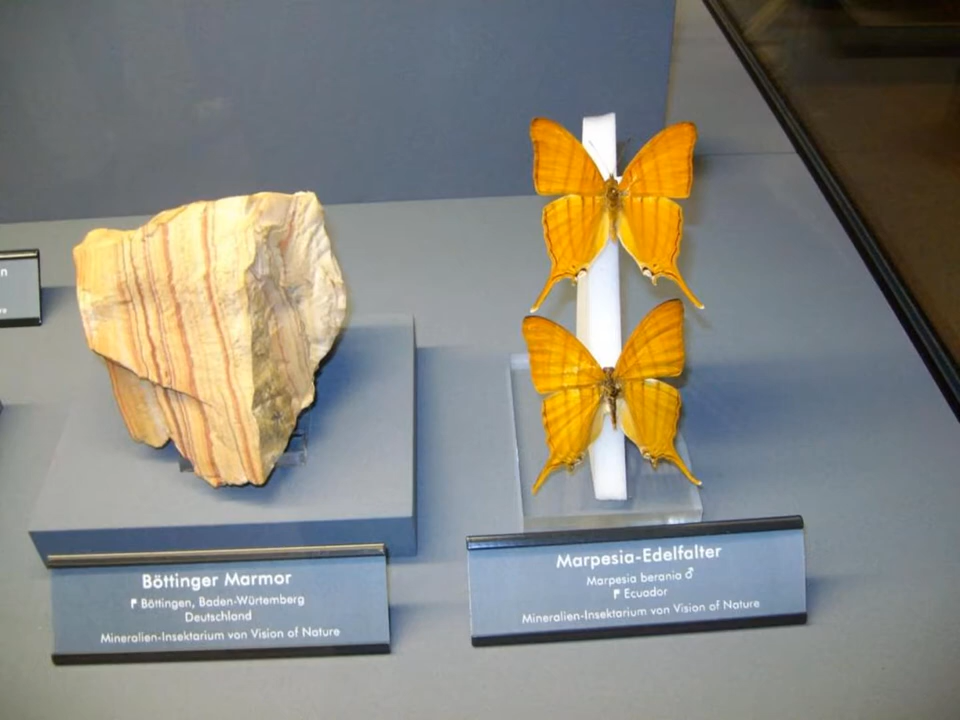 Böttinger Marmor
Böttingen, Baden-Würtemberg
Deutschland
Mineralien-Insektarium von Vision of Nature
Marpesia-Edelfalter
Marpesia berania ♂
Ecuador
Mineralien-Insektarium von Vision of Nature